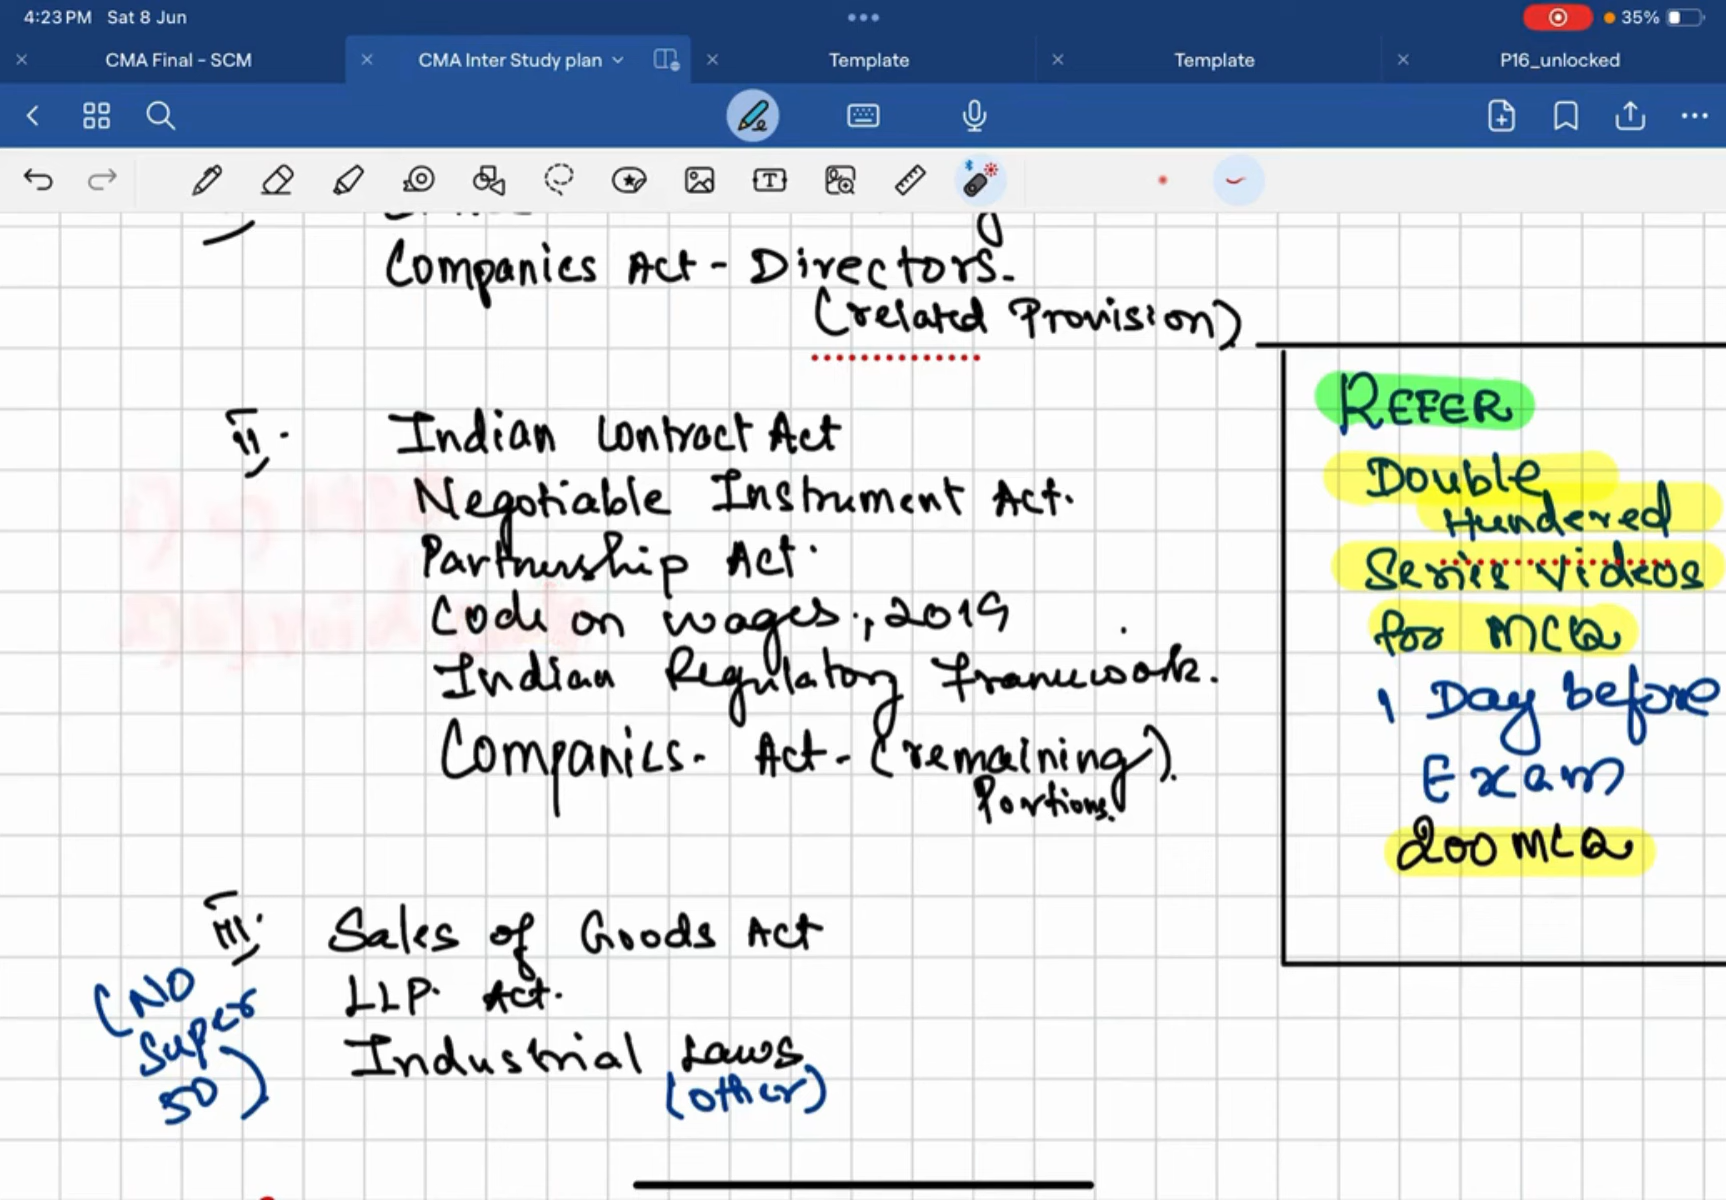 4:23 PM Sat 8 Jun
35%
CMA Final - SCM
CMA Inter Study plan
Template
Template
P16_unlocked
Companies Act - Directors.
(related Provision)
II. Indian Contract Act
Negotiable Instrument Act.
Partnership Act.
Code on wages, 2019
Indian Regulatory Framework.
Companies. Act - (remaining)
Portions.
III. Sales of Goods Act
LLP. Act.
Industrial Laws
(other)
(NO
Super
50)
REFER
Double
Hundered
Series Videos
for MCQ
1 Day before
Exam
200 MCQ